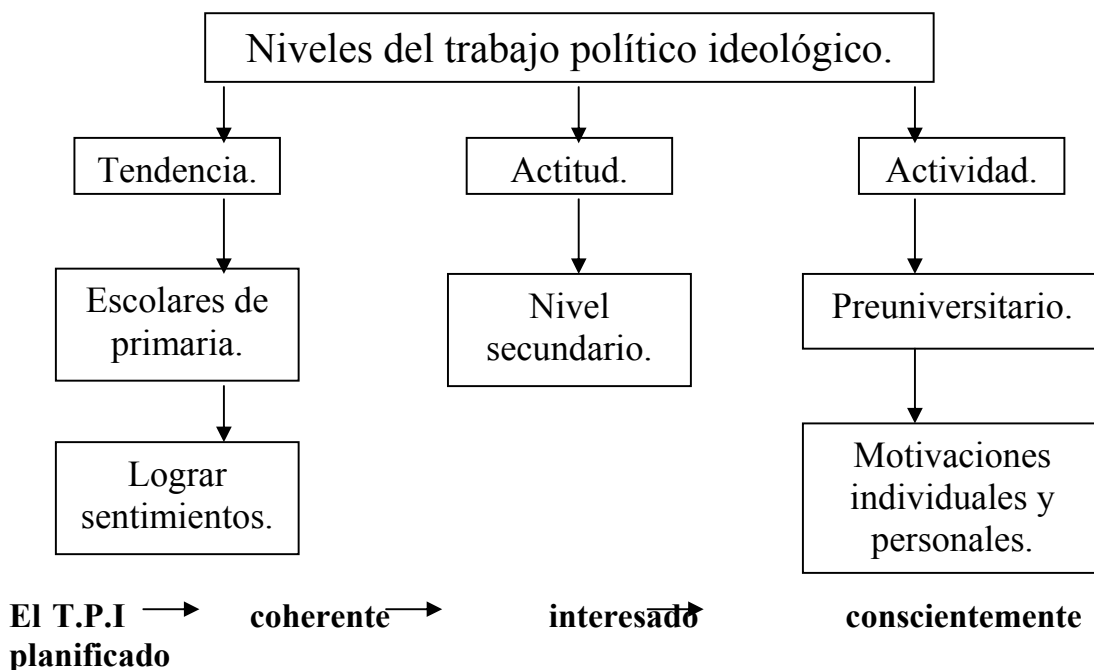 Niveles del trabajo político ideológico.
Tendencia.
Actitud.
Actividad.
Escolares de
primaria.
Nivel
secundario.
Preuniversitario.
Lograr
sentimientos.
Motivaciones
individuales y
personales.
El T.P.I coherente interesado conscientemente
planificado